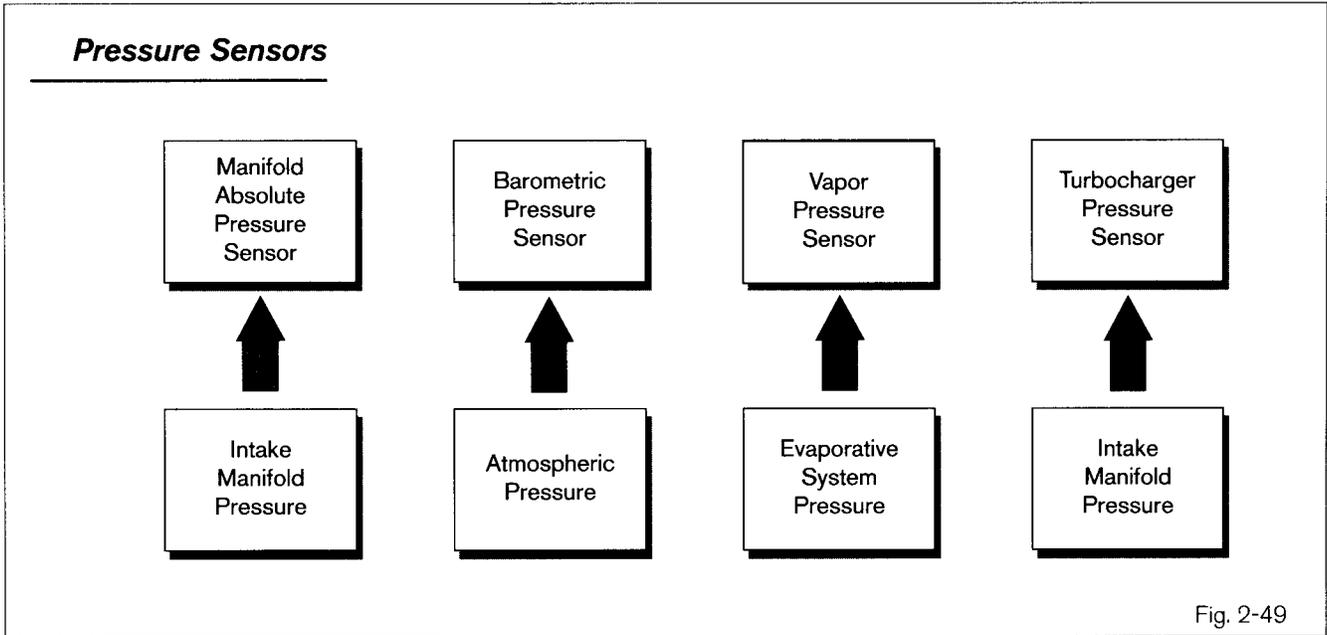 Pressure Sensors
Manifold
Absolute
Pressure
Sensor
Barometric
Pressure
Sensor
Vapor
Pressure
Sensor
Turbocharger
Pressure
Sensor
Intake
Manifold
Pressure
Atmospheric
Pressure
Evaporative
System
Pressure
Intake
Manifold
Pressure
Fig. 2-49